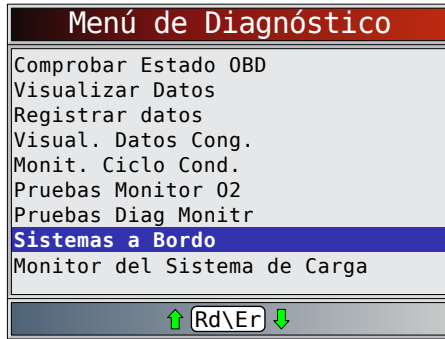 Menú de Diagnóstico
Comprobar Estado OBD
Visualizar Datos
Registrar datos
Visual. Datos Cong.
Monit. Ciclo Cond.
Pruebas Monitor O2
Pruebas Diag Monitr
Sistemas a Bordo
Monitor del Sistema de Carga
Rd\Er